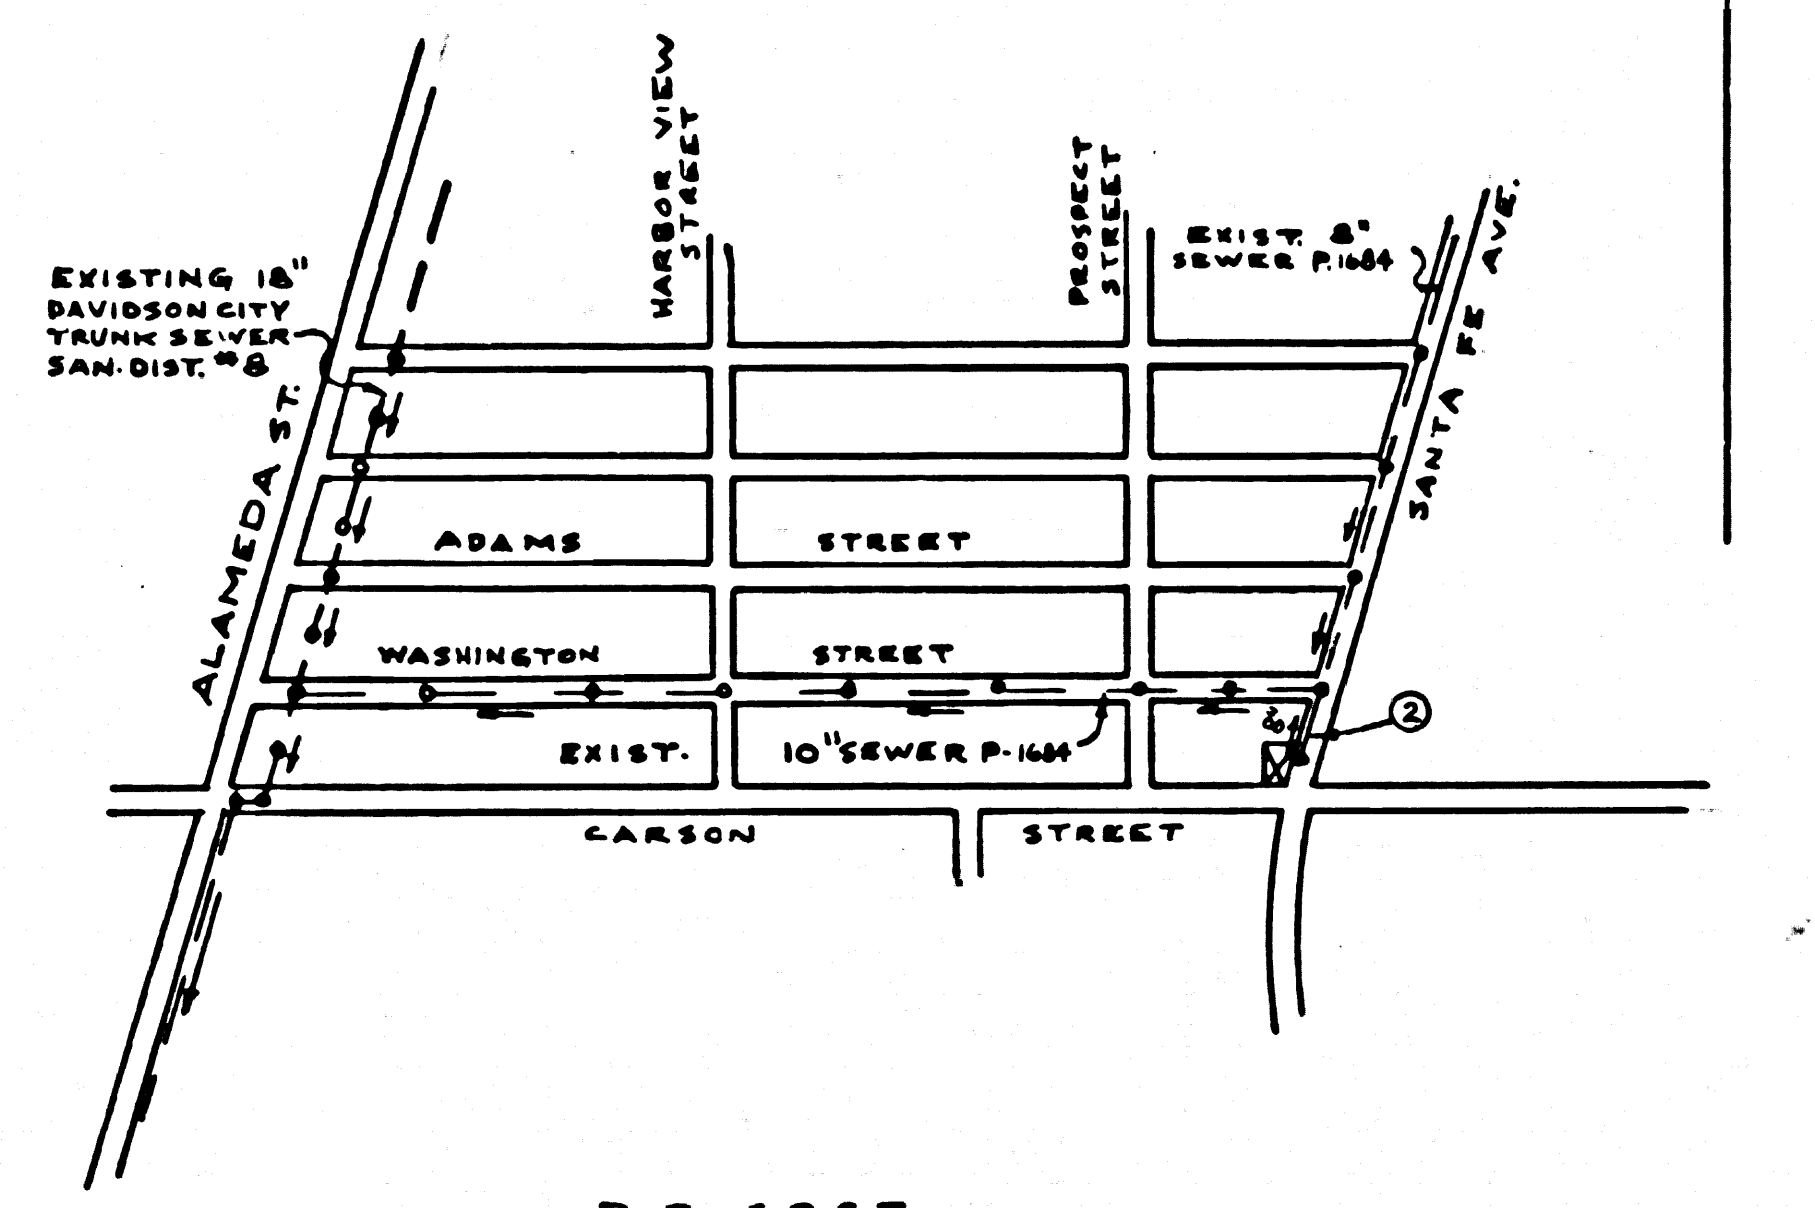 HARBOR VIEW
STREET
PROSPECT
STREET
EXIST. 8"
SEWER P.1684
SANTA FE AVE.
EXISTING 18"
DAVIDSON CITY
TRUNK SEWER
SAN. DIST. #8
ALAMEDA ST.
ADAMS STREET
WASHINGTON STREET
8"
2
EXIST. 10" SEWER P-1684
CARSON STREET